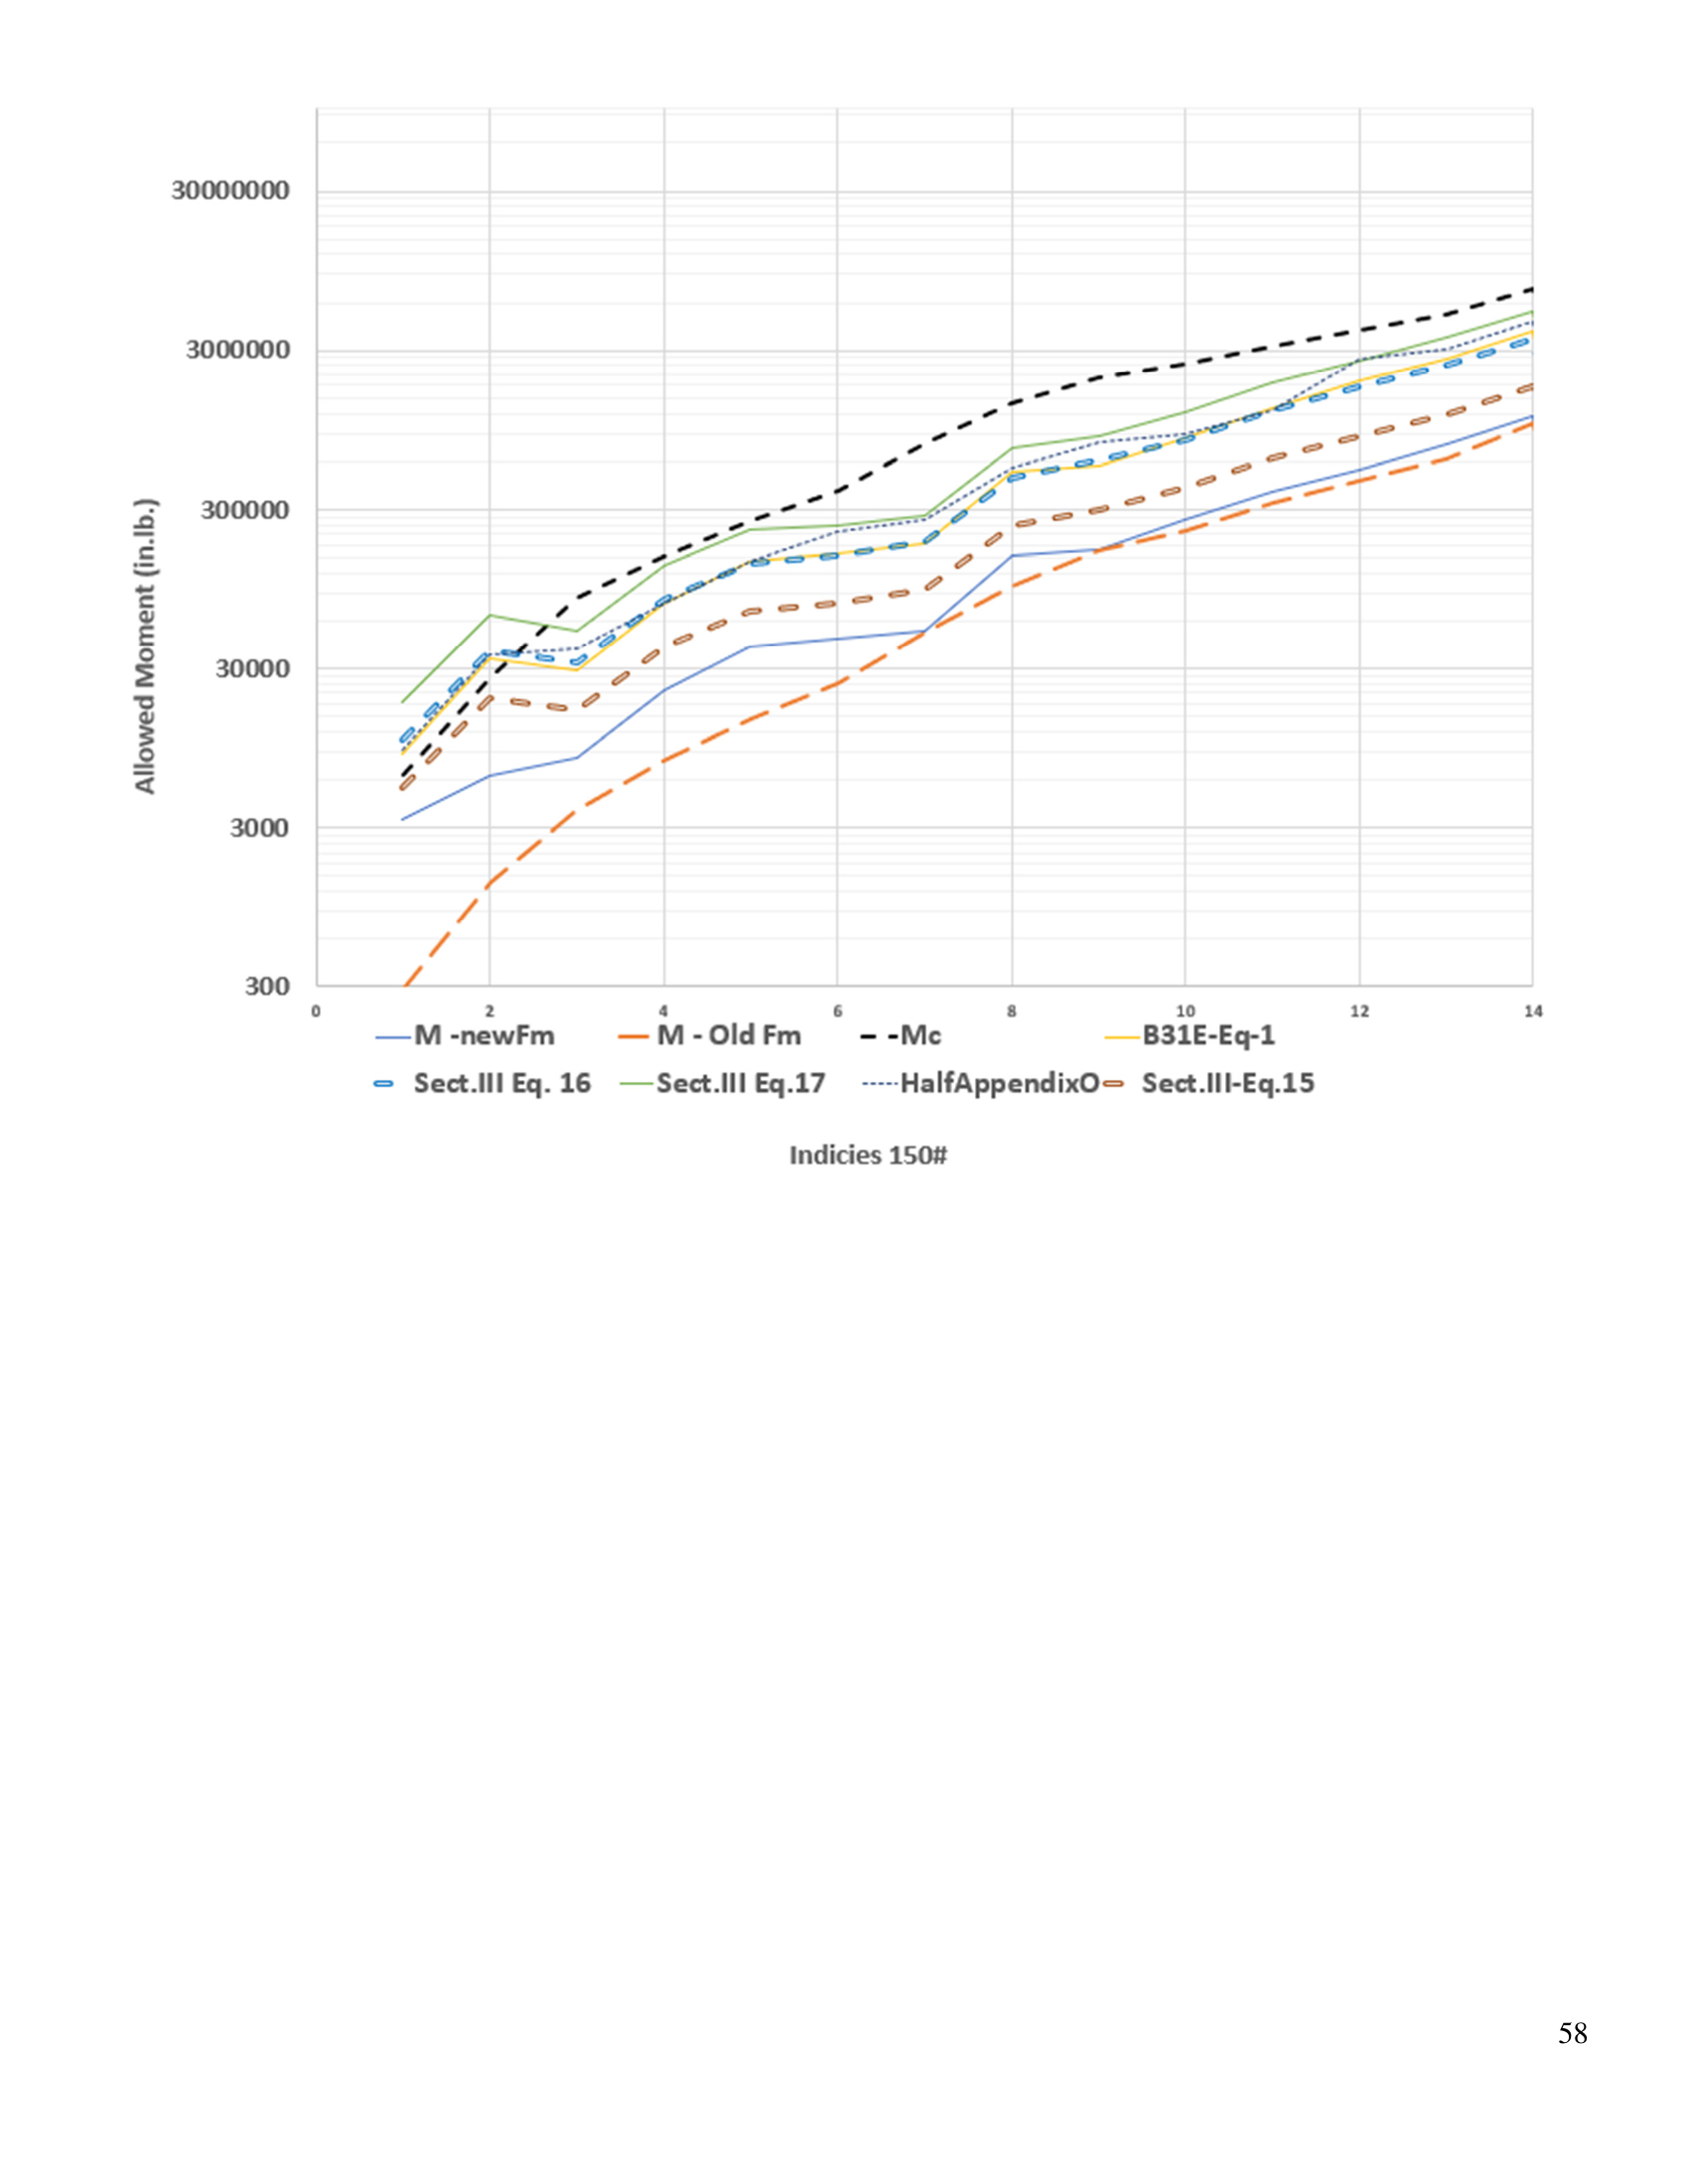 30000000
3000000
300000
30000
3000
300
Allowed Moment (in.lb.)
0 2 4 6 8 10 12 14
M -newFm M - Old Fm Mc B31E-Eq-1
Sect.III Eq. 16 Sect.III Eq.17 HalfAppendixO Sect.III-Eq.15
Indicies 150#
58